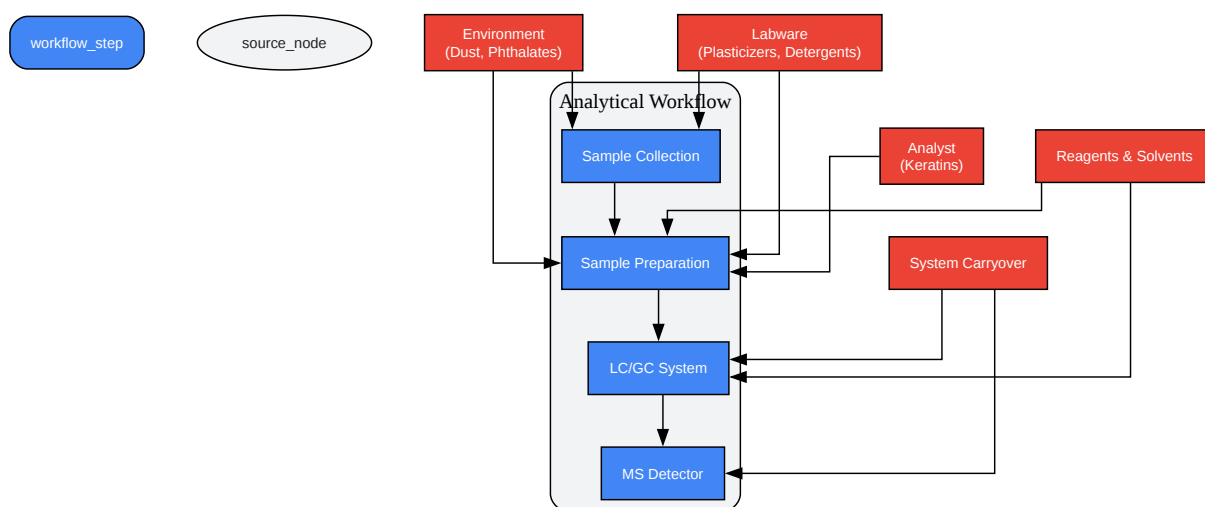 workflow_step
source_node
Environment
(Dust, Phthalates)
Labware
(Plasticizers, Detergents)
Analytical Workflow
Sample Collection
Analyst
(Keratins)
Reagents & Solvents
Sample Preparation
System Carryover
LC/GC System
MS Detector